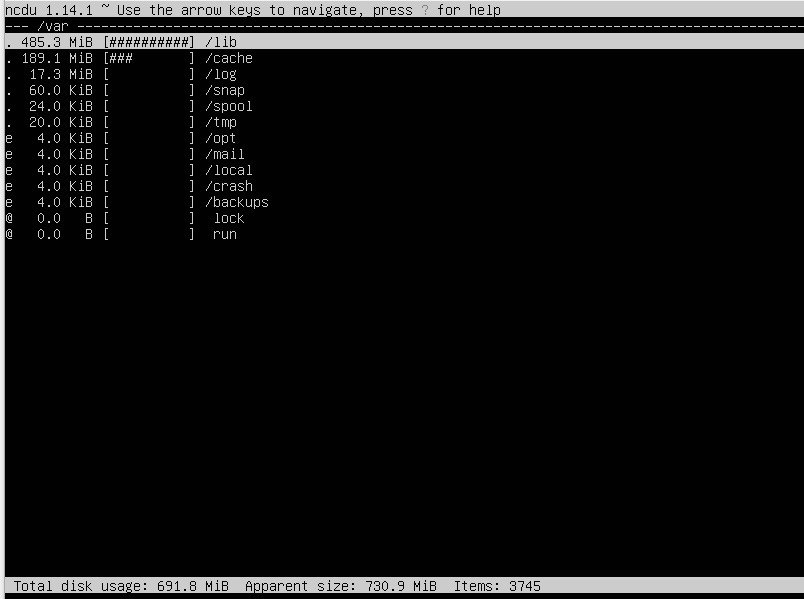 ncdu 1.14.1 ~ Use the arrow keys to navigate, press ? for help
--- /var ----------------------------------------------------------------------------------------
. 485.3 MiB [##########] /lib
. 189.1 MiB [###       ] /cache
.  17.3 MiB [          ] /log
.  60.0 KiB [          ] /snap
.  24.0 KiB [          ] /spool
.  20.0 KiB [          ] /tmp
e   4.0 KiB [          ] /opt
e   4.0 KiB [          ] /mail
e   4.0 KiB [          ] /local
e   4.0 KiB [          ] /crash
e   4.0 KiB [          ] /backups
@   0.0   B [          ]  lock
@   0.0   B [          ]  run
Total disk usage: 691.8 MiB  Apparent size: 730.9 MiB  Items: 3745